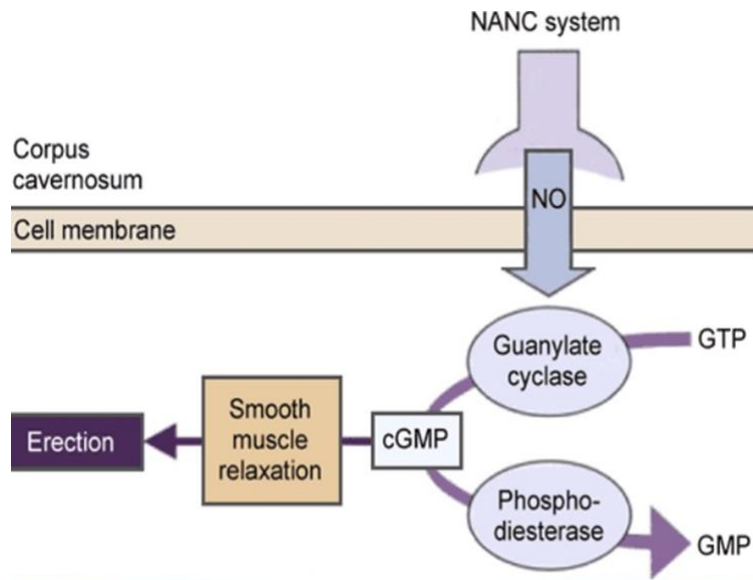 NANC system
Corpus
cavernosum
NO
Cell membrane
Guanylate
cyclase
GTP
Smooth
muscle
relaxation
cGMP
Erection
Phospho-
diesterase
GMP